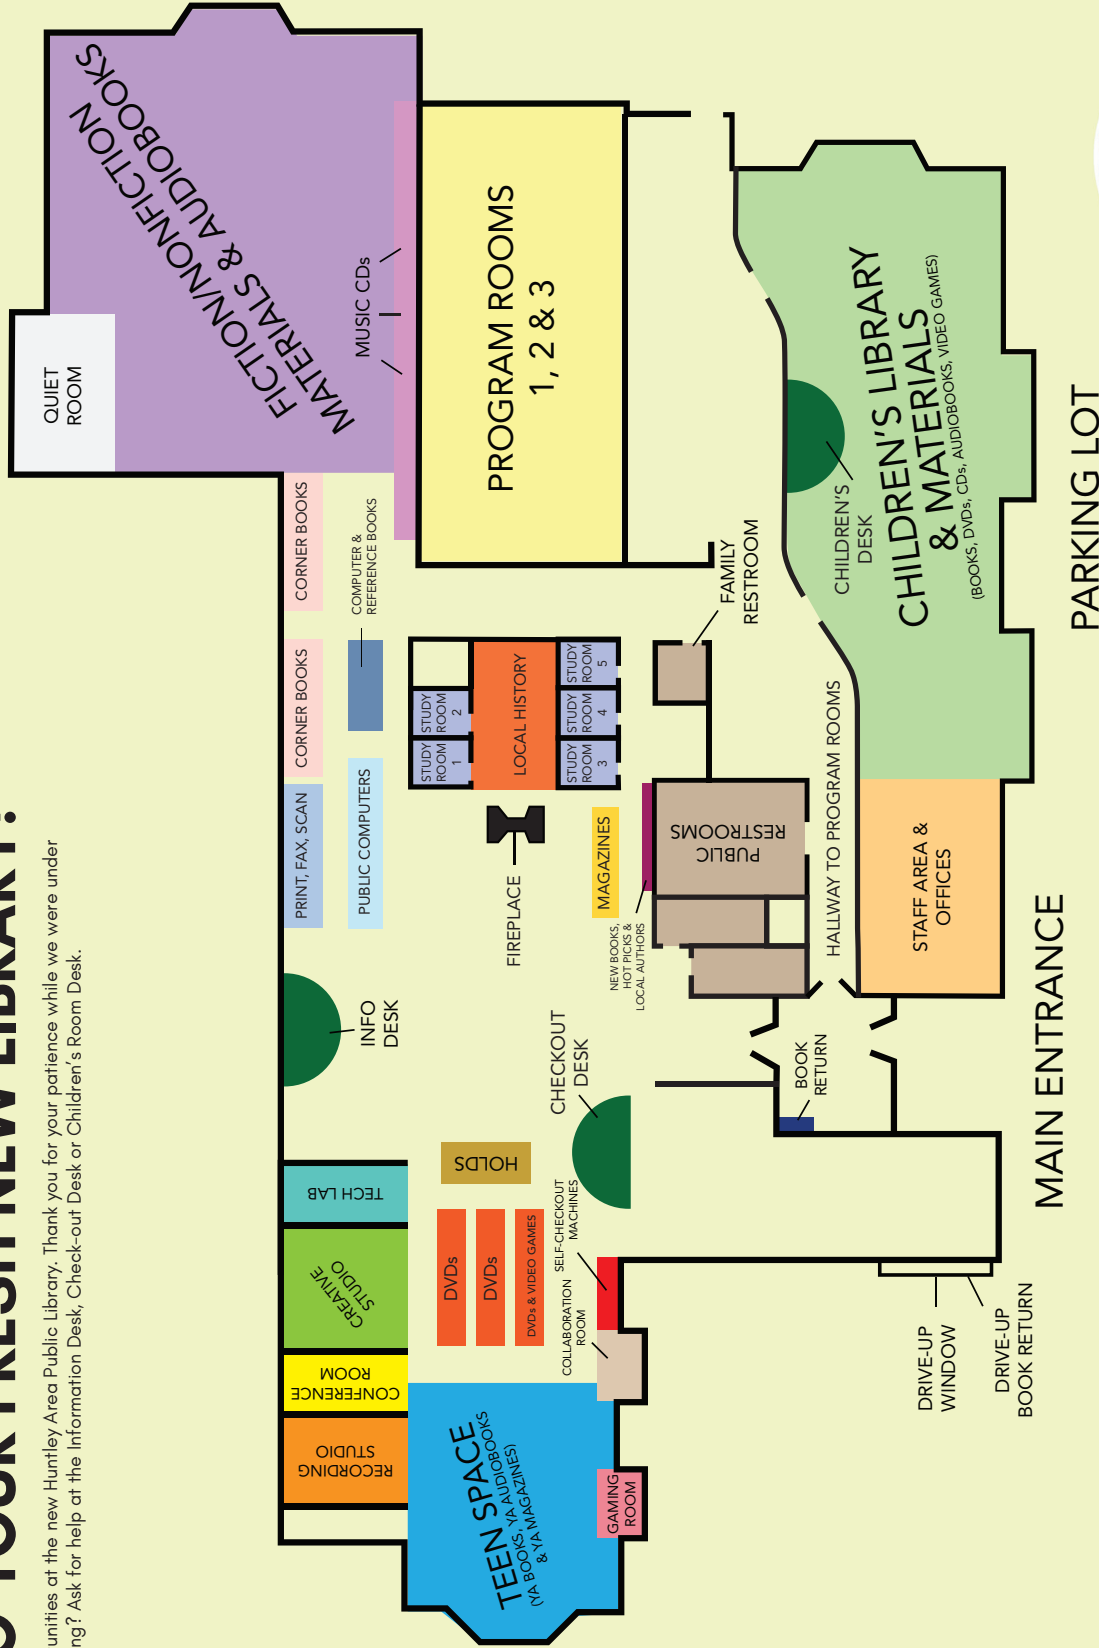 O YOUR FRESH NEW LIBRARY!
unities at the new Huntley Area Public Library. Thank you for your patience while we were under
ng? Ask for help at the Information Desk, Check-out Desk or Children's Room Desk.
QUIET
ROOM
FICTION/NONFICTION
MATERIALS & AUDIOBOOKS
MUSIC CDs
RECORDING
STUDIO
CONFERENCE
ROOM
CREATIVE
STUDIO
TECH LAB
INFO
DESK
PRINT, FAX, SCAN
CORNER BOOKS
CORNER BOOKS
PUBLIC COMPUTERS
COMPUTER &
REFERENCE BOOKS
TEEN SPACE
(YA BOOKS, YA AUDIOBOOKS
& YA MAGAZINES)
DVDs
DVDs
DVDs & VIDEO GAMES
HOLDS
STUDY
ROOM
1
STUDY
ROOM
2
LOCAL HISTORY
STUDY
ROOM
3
STUDY
ROOM
4
STUDY
ROOM
5
PROGRAM ROOMS
1, 2 & 3
FIREPLACE
CHECKOUT
DESK
SELF-CHECKOUT
MACHINES
COLLABORATION
ROOM
GAMING
ROOM
MAGAZINES
NEW BOOKS,
HOT PICKS &
LOCAL AUTHORS
PUBLIC
RESTROOMS
FAMILY
RESTROOM
BOOK
RETURN
HALLWAY TO PROGRAM ROOMS
CHILDREN'S
DESK
CHILDREN'S LIBRARY
& MATERIALS
(BOOKS, DVDs, CDs, AUDIOBOOKS, VIDEO GAMES)
STAFF AREA &
OFFICES
DRIVE-UP
WINDOW
DRIVE-UP
BOOK RETURN
MAIN ENTRANCE
PARKING LOT